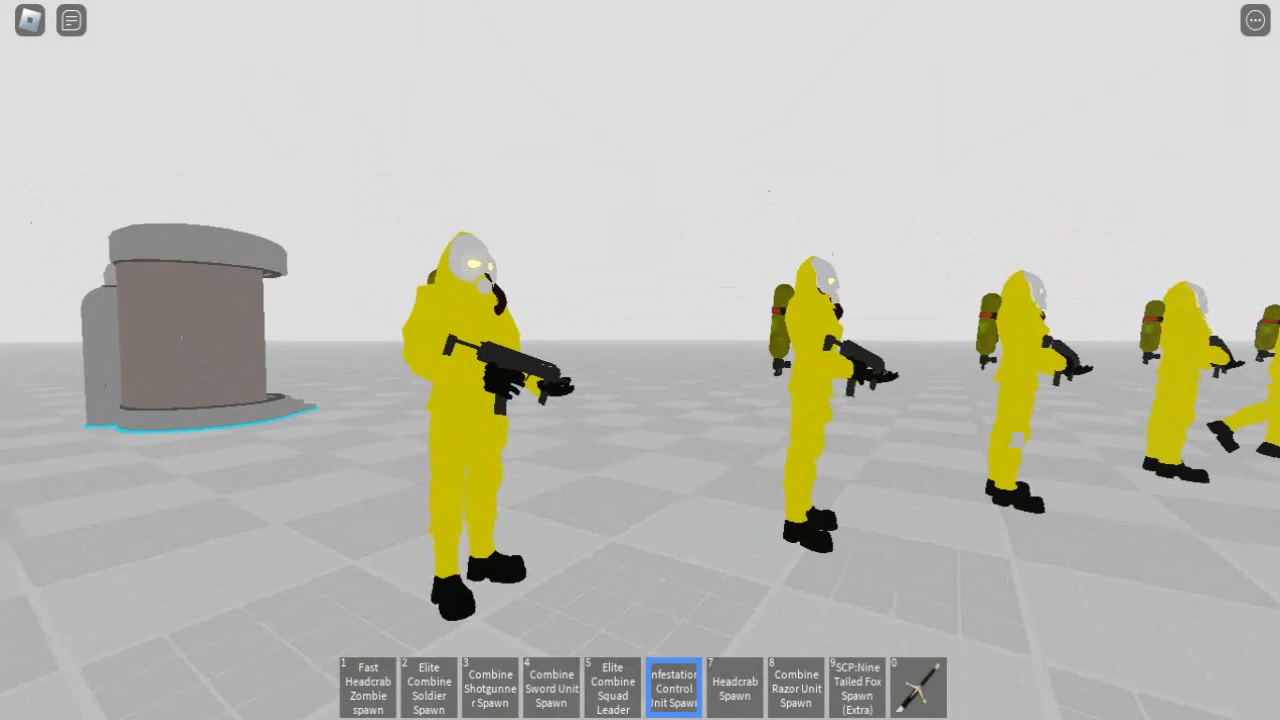 1
Fast
Headcrab
Zombie
spawn
2
Elite
Combine
Soldier
Spawn
3
Combine
Shotgunne
r Spawn
4
Combine
Sword Unit
Spawn
5
Elite
Combine
Squad
Leader
nfestation
Control
Unit Spawn
7
Headcrab
Spawn
8
Combine
Razor Unit
Spawn
9
SCP:Nine
Tailed Fox
Spawn
(Extra)
0